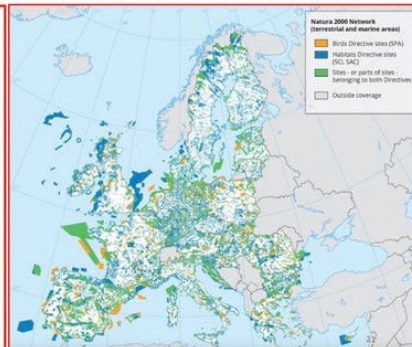 Natura 2000 Network
(terrestrial and marine areas)
Birds Directive sites (SPA)
Habitats Directive sites
(SCI, SAC)
Sites - or parts of sites -
belonging to both Directives
Outside coverage
22